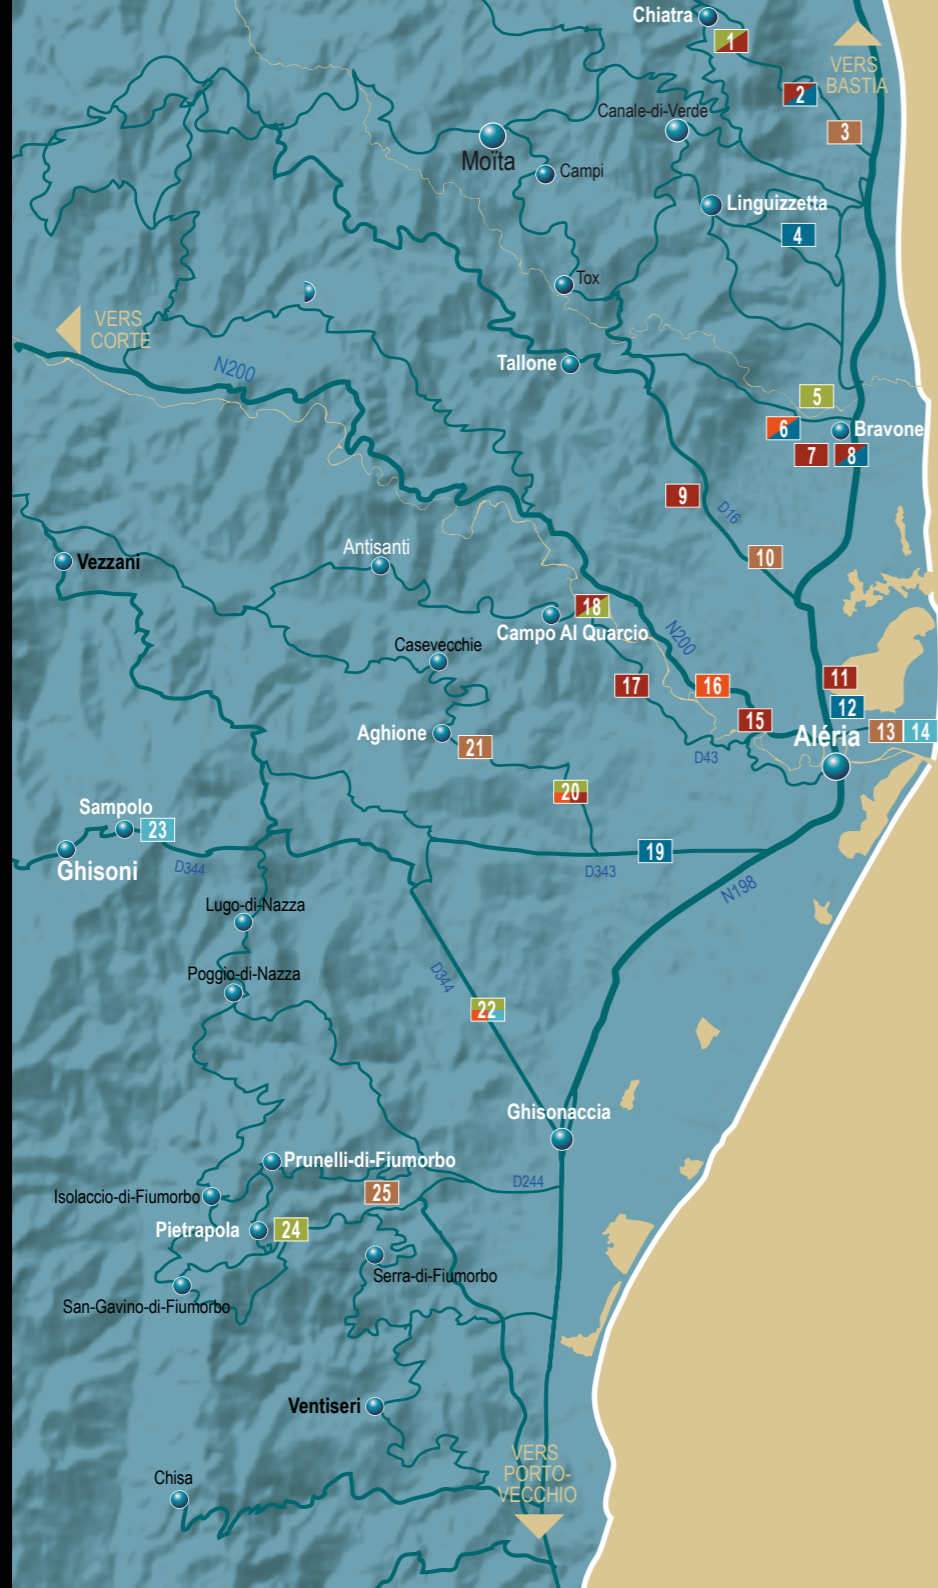 Chiatra
1
VERS
BASTIA
2
Canale-di-Verde
3
Moïta
Campi
Linguizzetta
4
Tox
VERS
CORTE
N200
Tallone
5
6
Bravone
7
8
9
D16
Antisanti
10
Vezzani
18
Campo Al Quarcio
N200
Casevecchie
17
16
11
12
15
13
14
Aghione
21
D43
Aléria
20
Sampolo
23
Ghisoni
D344
19
D343
N198
Lugo-di-Nazza
Poggio-di-Nazza
D344
22
Ghisonaccia
Prunelli-di-Fiumorbo
D244
Isolaccio-di-Fiumorbo
25
Pietrapola
24
Serra-di-Fiumorbo
San-Gavino-di-Fiumorbo
Ventiseri
VERS
PORTO-
VECCHIO
Chisa